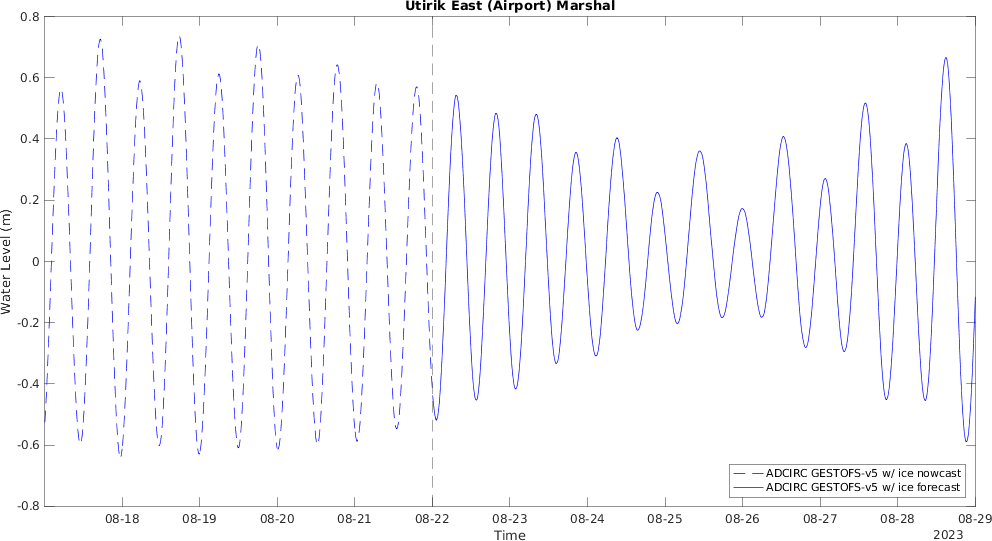 Utirik East (Airport) Marshal
0.8
0.6
0.4
0.2
0
-0.2
-0.4
-0.6
-0.8
Water Level (m)
ADCIRC GESTOFS-v5 w/ ice nowcast
ADCIRC GESTOFS-v5 w/ ice forecast
08-18 08-19 08-20 08-21 08-22 08-23 08-24 08-25 08-26 08-27 08-28 08-29
Time
2023